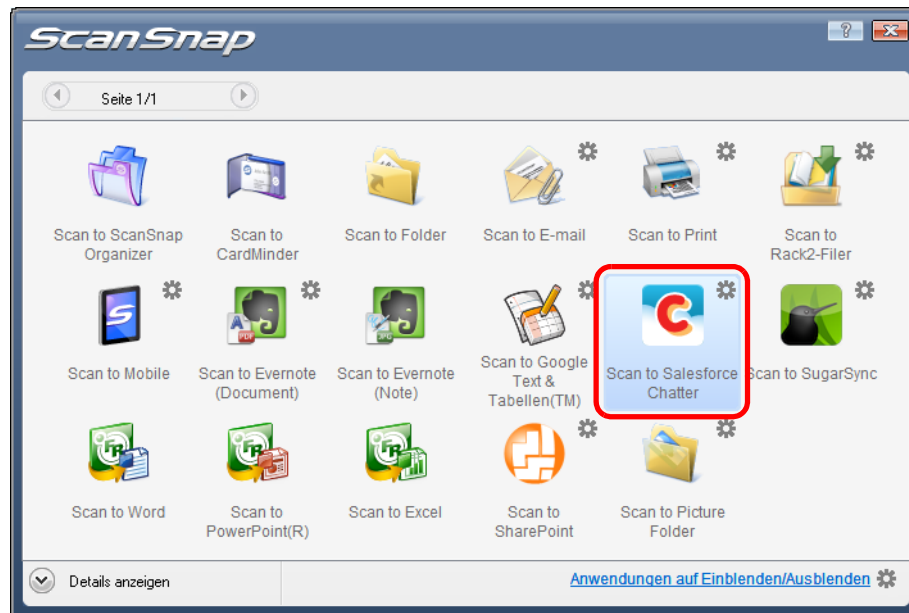 ScanSnap
Seite 1/1
Scan to ScanSnap
Organizer
Scan to
CardMinder
Scan to Folder
Scan to E-mail
Scan to Print
Scan to
Rack2-Filer
Scan to Mobile
Scan to Evernote
(Document)
Scan to Evernote
(Note)
Scan to Google
Text &
Tabellen(TM)
Scan to Salesforce
Chatter
Scan to SugarSync
Scan to Word
Scan to
PowerPoint(R)
Scan to Excel
Scan to
SharePoint
Scan to Picture
Folder
Details anzeigen
Anwendungen auf Einblenden/Ausblenden